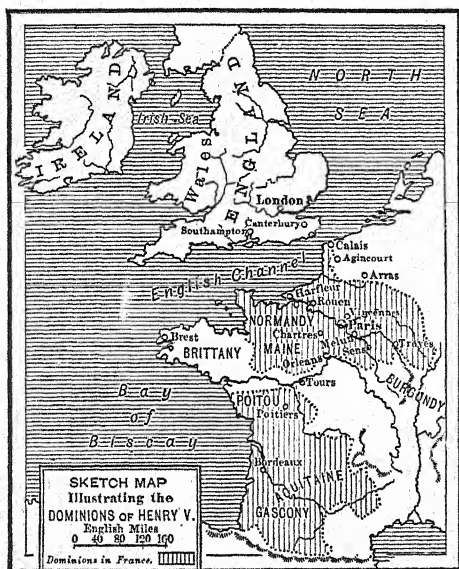 NORTH
SEA
IRELAND
Irish Sea
ENGLAND
Wales
London
Canterbury
Southampton
English Channel
Calais
Agincourt
Arras
Harfleur
Rouen
Vincennes
NORMANDY
Paris
Chartres
MAINE
Melun
Sens
Troyes
Orleans
Brest
BRITTANY
BURGUNDY
Tours
POITOU
Poitiers
Bay
of
Biscay
Bordeaux
AQUITAINE
GASCONY
SKETCH MAP
Illustrating the
DOMINIONS OF HENRY V.
English Miles
0 40 80 120 160
Dominions in France.